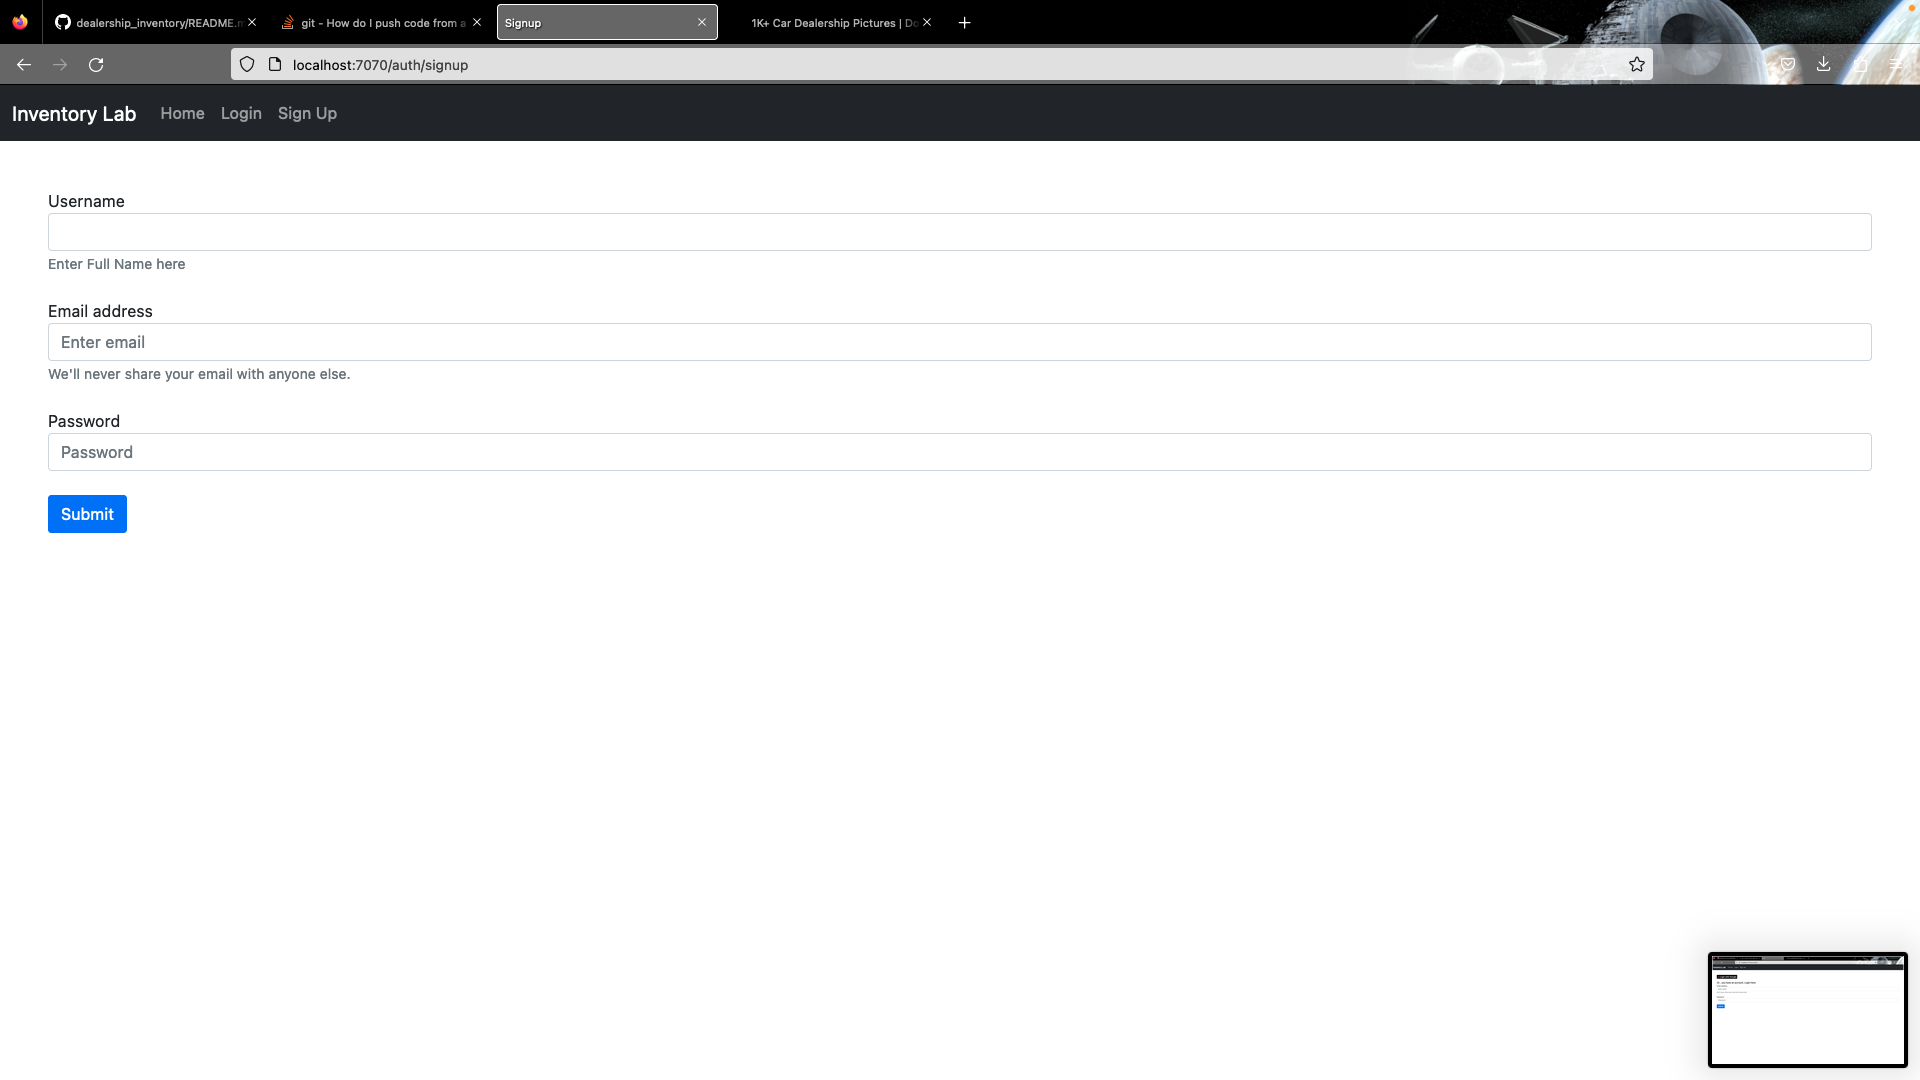 dealership_inventory/README.m
git - How do I push code from a
Signup
1K+ Car Dealership Pictures | Do
localhost:7070/auth/signup
Inventory Lab Home Login Sign Up
Username
Enter Full Name here
Email address
Enter email
We'll never share your email with anyone else.
Password
Password
Submit